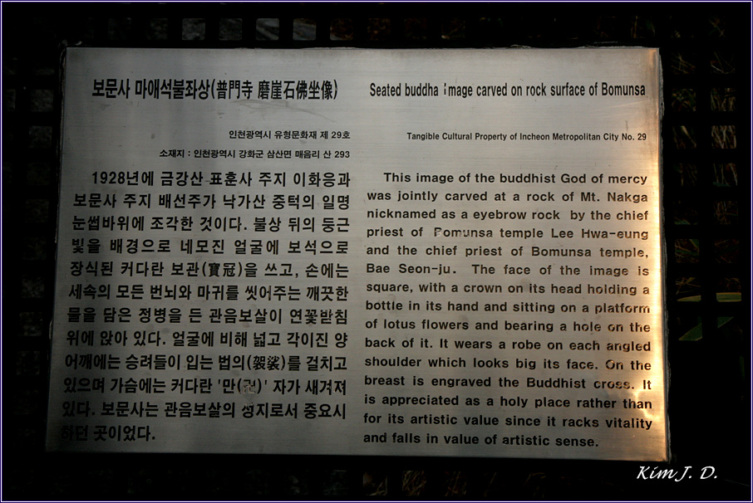 보문사 마애석불좌상(普門寺 磨崖石佛坐像)
인천광역시 유형문화재 제 29호
소재지 : 인천광역시 강화군 삼산면 매음리 산 293
1928년에 금강산 표훈사 주지 이화응과
보문사 주지 배선주가 낙가산 중턱의 일명
눈썹바위에 조각한 것이다. 불상 뒤의 둥근
빛을 배경으로 네모진 얼굴에 보석으로
장식된 커다란 보관(寶冠)을 쓰고, 손에는
세속의 모든 번뇌와 마귀를 씻어주는 깨끗한
물을 담은 정병을 든 관음보살이 연꽃받침
위에 앉아 있다. 얼굴에 비해 넓고 각이진 양
어깨에는 승려들이 입는 법의(袈裟)를 걸치고
있으며 가슴에는 커다란 '만( )' 자가 새겨져
있다. 보문사는 관음보살의 성지로서 중요시
하던 곳이었다.
Seated buddha image carved on rock surface of Bomunsa
Tangible Cultural Property of Incheon Metropolitan City No. 29
This image of the buddhist God of mercy
was jointly carved at a rock of Mt. Nakga
nicknamed as a eyebrow rock by the chief
priest of Pomunsa temple Lee Hwa-eung
and the chief priest of Bomunsa temple,
Bae Seon-ju. The face of the image is
square, with a crown on its head holding a
bottle in its hand and sitting on a platform
of lotus flowers and bearing a hole on the
back of it. It wears a robe on each angled
shoulder which looks big its face. On the
breast is engraved the Buddhist cross. It
is appreciated as a holy place rather than
for its artistic value since it racks vitality
and falls in value of artistic sense.
Kim J. D.